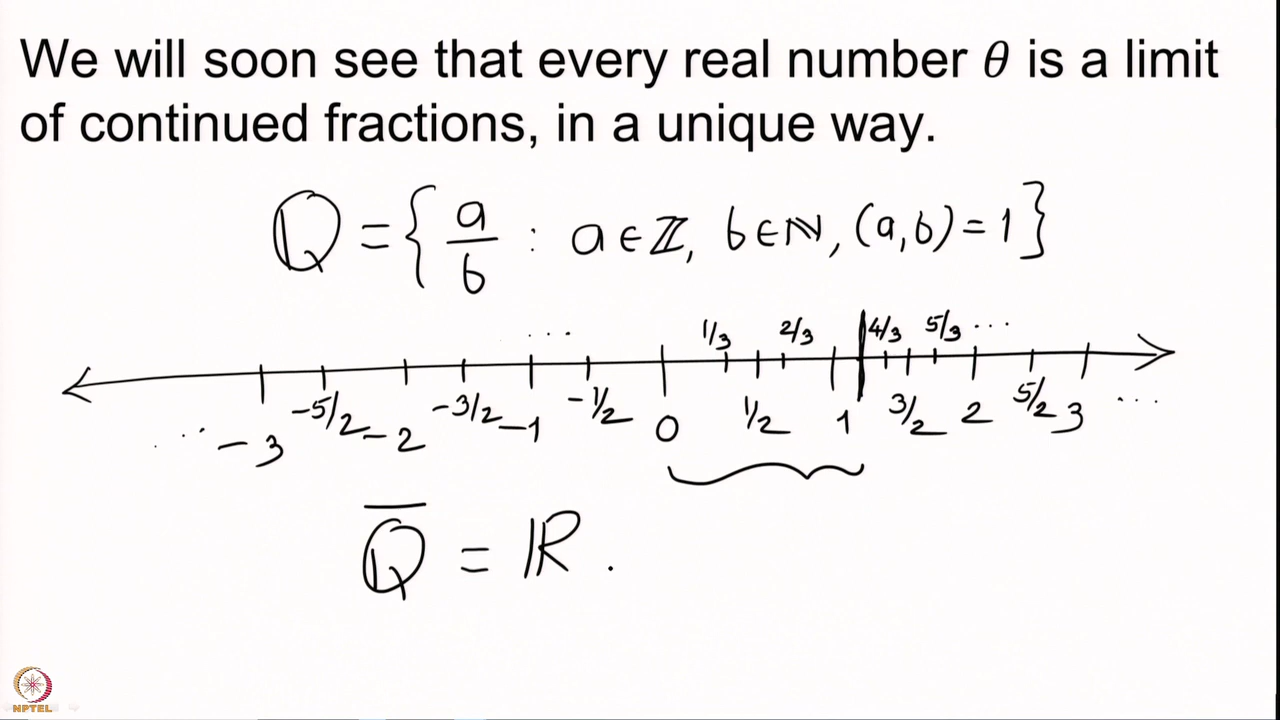 We will soon see that every real number θ is a limit
of continued fractions, in a unique way.
ℚ = { a/b : a ∈ ℤ, b ∈ ℕ, (a,b) = 1 }
... 1/3 2/3 4/3 5/3 ...
... -3 -5/2 -2 -3/2 -1 -1/2 0 1/2 1 3/2 2 5/2 3 ...
ℚ̅ = ℝ.
NPTEL